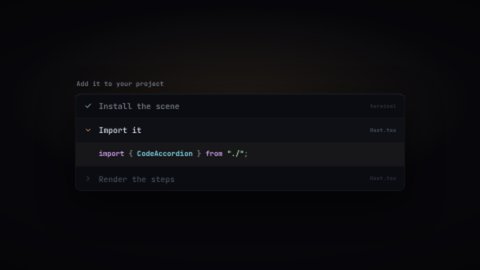 Add it to your project
Install the scene
terminal
Import it
Root.tsx
import { CodeAccordion } from "./";
Render the steps
Root.tsx